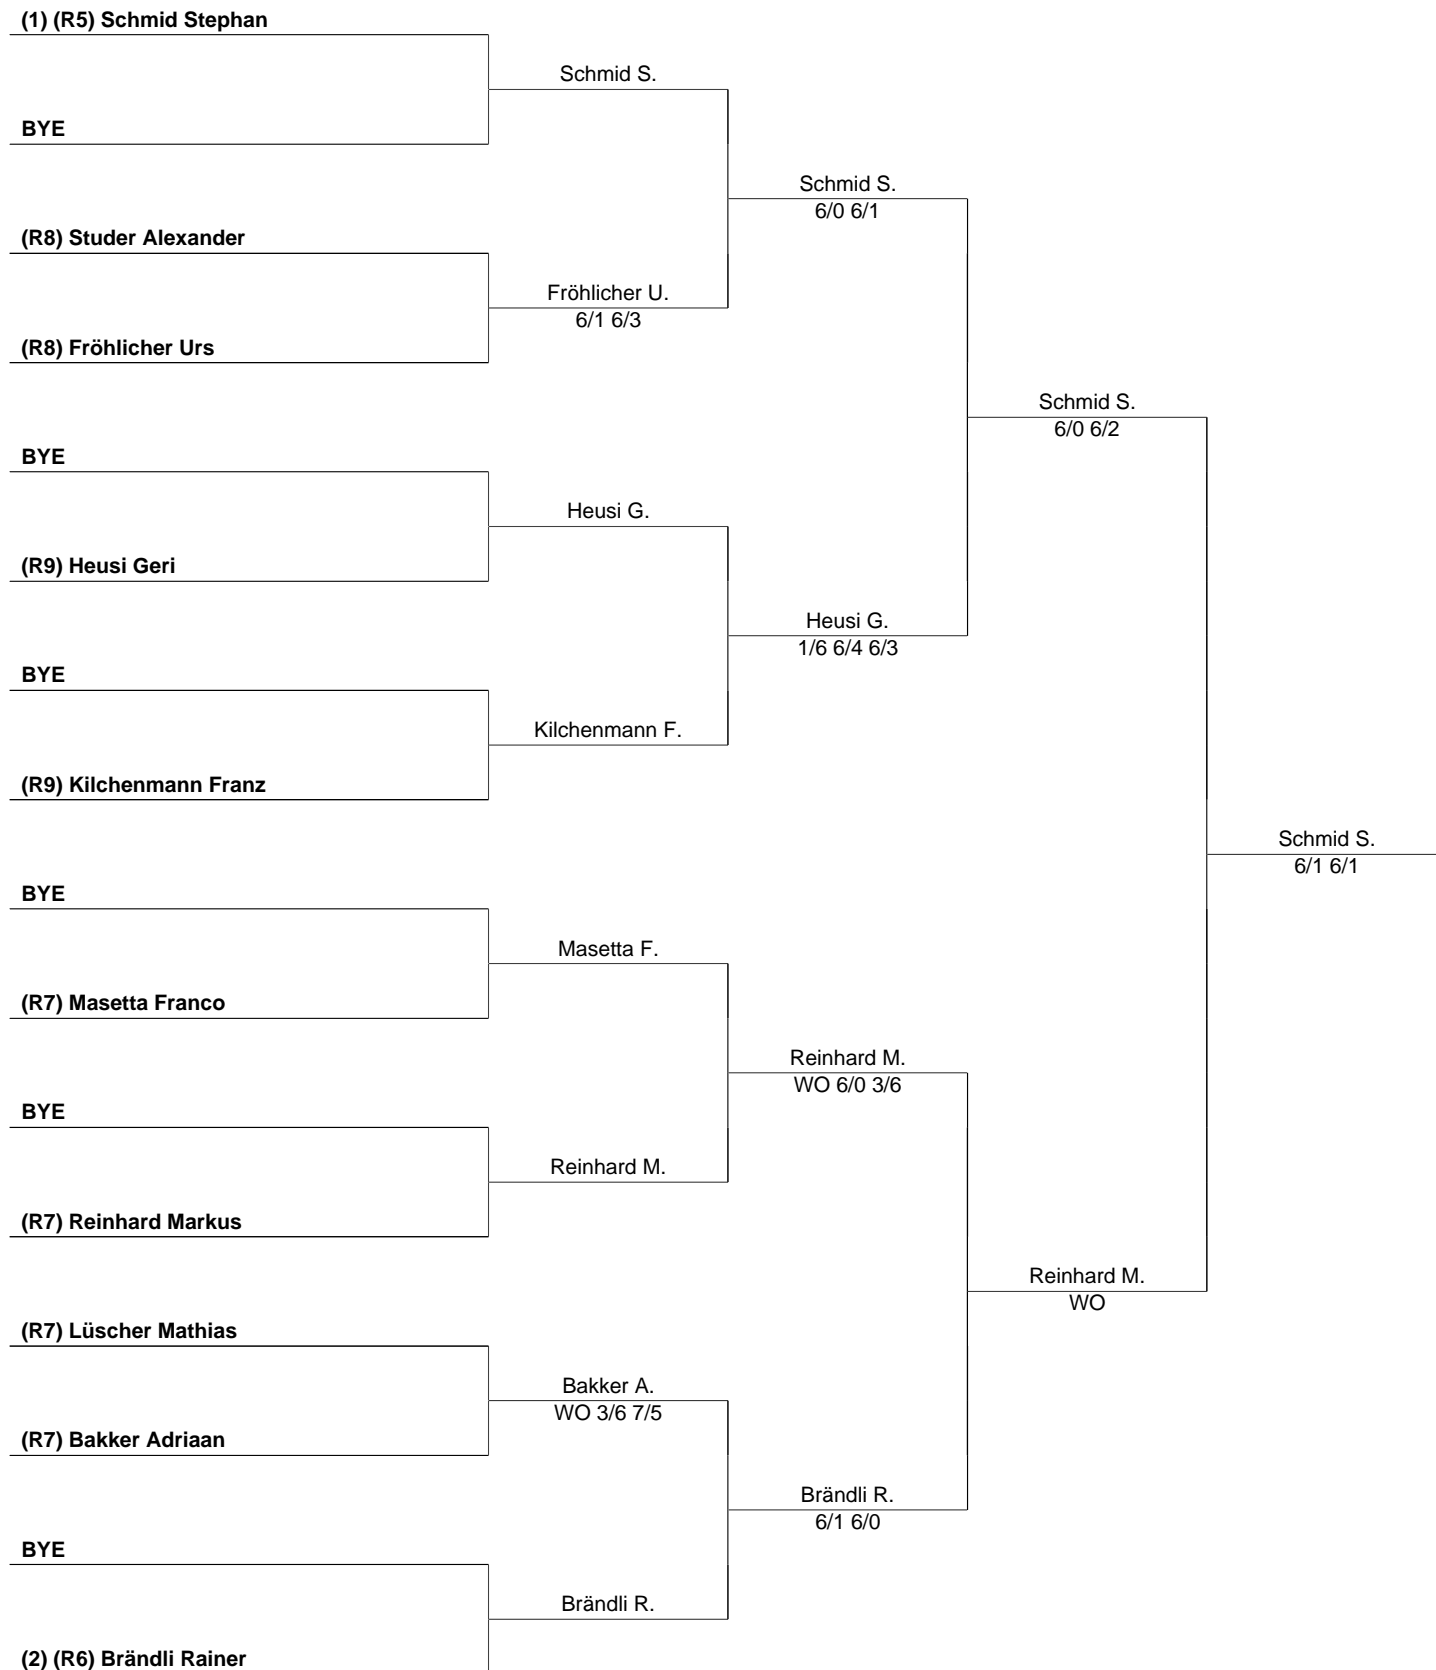 (1) (R5) Schmid Stephan
Schmid S.
BYE
Schmid S.
6/0 6/1
(R8) Studer Alexander
Fröhlicher U.
6/1 6/3
(R8) Fröhlicher Urs
Schmid S.
6/0 6/2
BYE
Heusi G.
(R9) Heusi Geri
Heusi G.
1/6 6/4 6/3
BYE
Kilchenmann F.
(R9) Kilchenmann Franz
Schmid S.
6/1 6/1
BYE
Masetta F.
(R7) Masetta Franco
Reinhard M.
WO 6/0 3/6
BYE
Reinhard M.
(R7) Reinhard Markus
Reinhard M.
WO
(R7) Lüscher Mathias
Bakker A.
WO 3/6 7/5
(R7) Bakker Adriaan
Brändli R.
6/1 6/0
BYE
Brändli R.
(2) (R6) Brändli Rainer